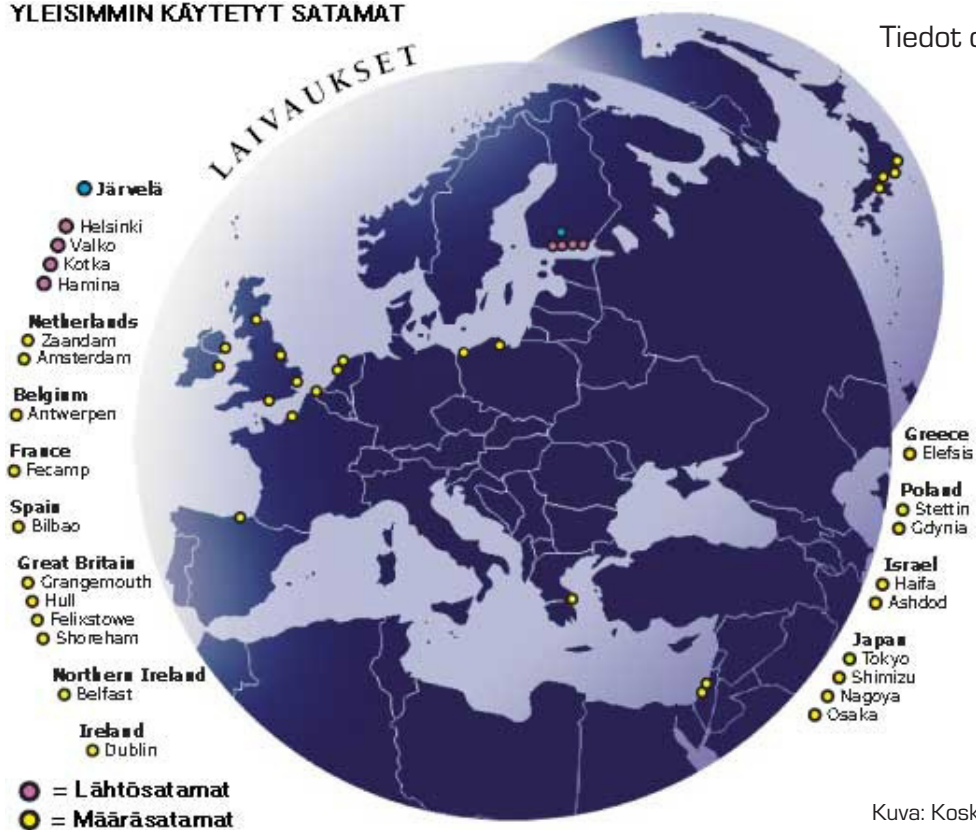 YLEISIMMIN KÄYTETYT SATAMAT
Tiedot
LAIVAUKSET
Järvelä
Helsinki
Valko
Kotka
Hamina
Netherlands
Zaandam
Amsterdam
Belgium
Antwerpen
France
Fecamp
Spain
Bilbao
Great Britain
Grangemouth
Hull
Felixstowe
Shoreham
Northern Ireland
Belfast
Ireland
Dublin
= Lähtösatamat
= Määräsatamat
Greece
Elefsis
Poland
Stettin
Gdynia
Israel
Haifa
Ashdod
Japan
Tokyo
Shimizu
Nagoya
Osaka
Kuva: Kosk